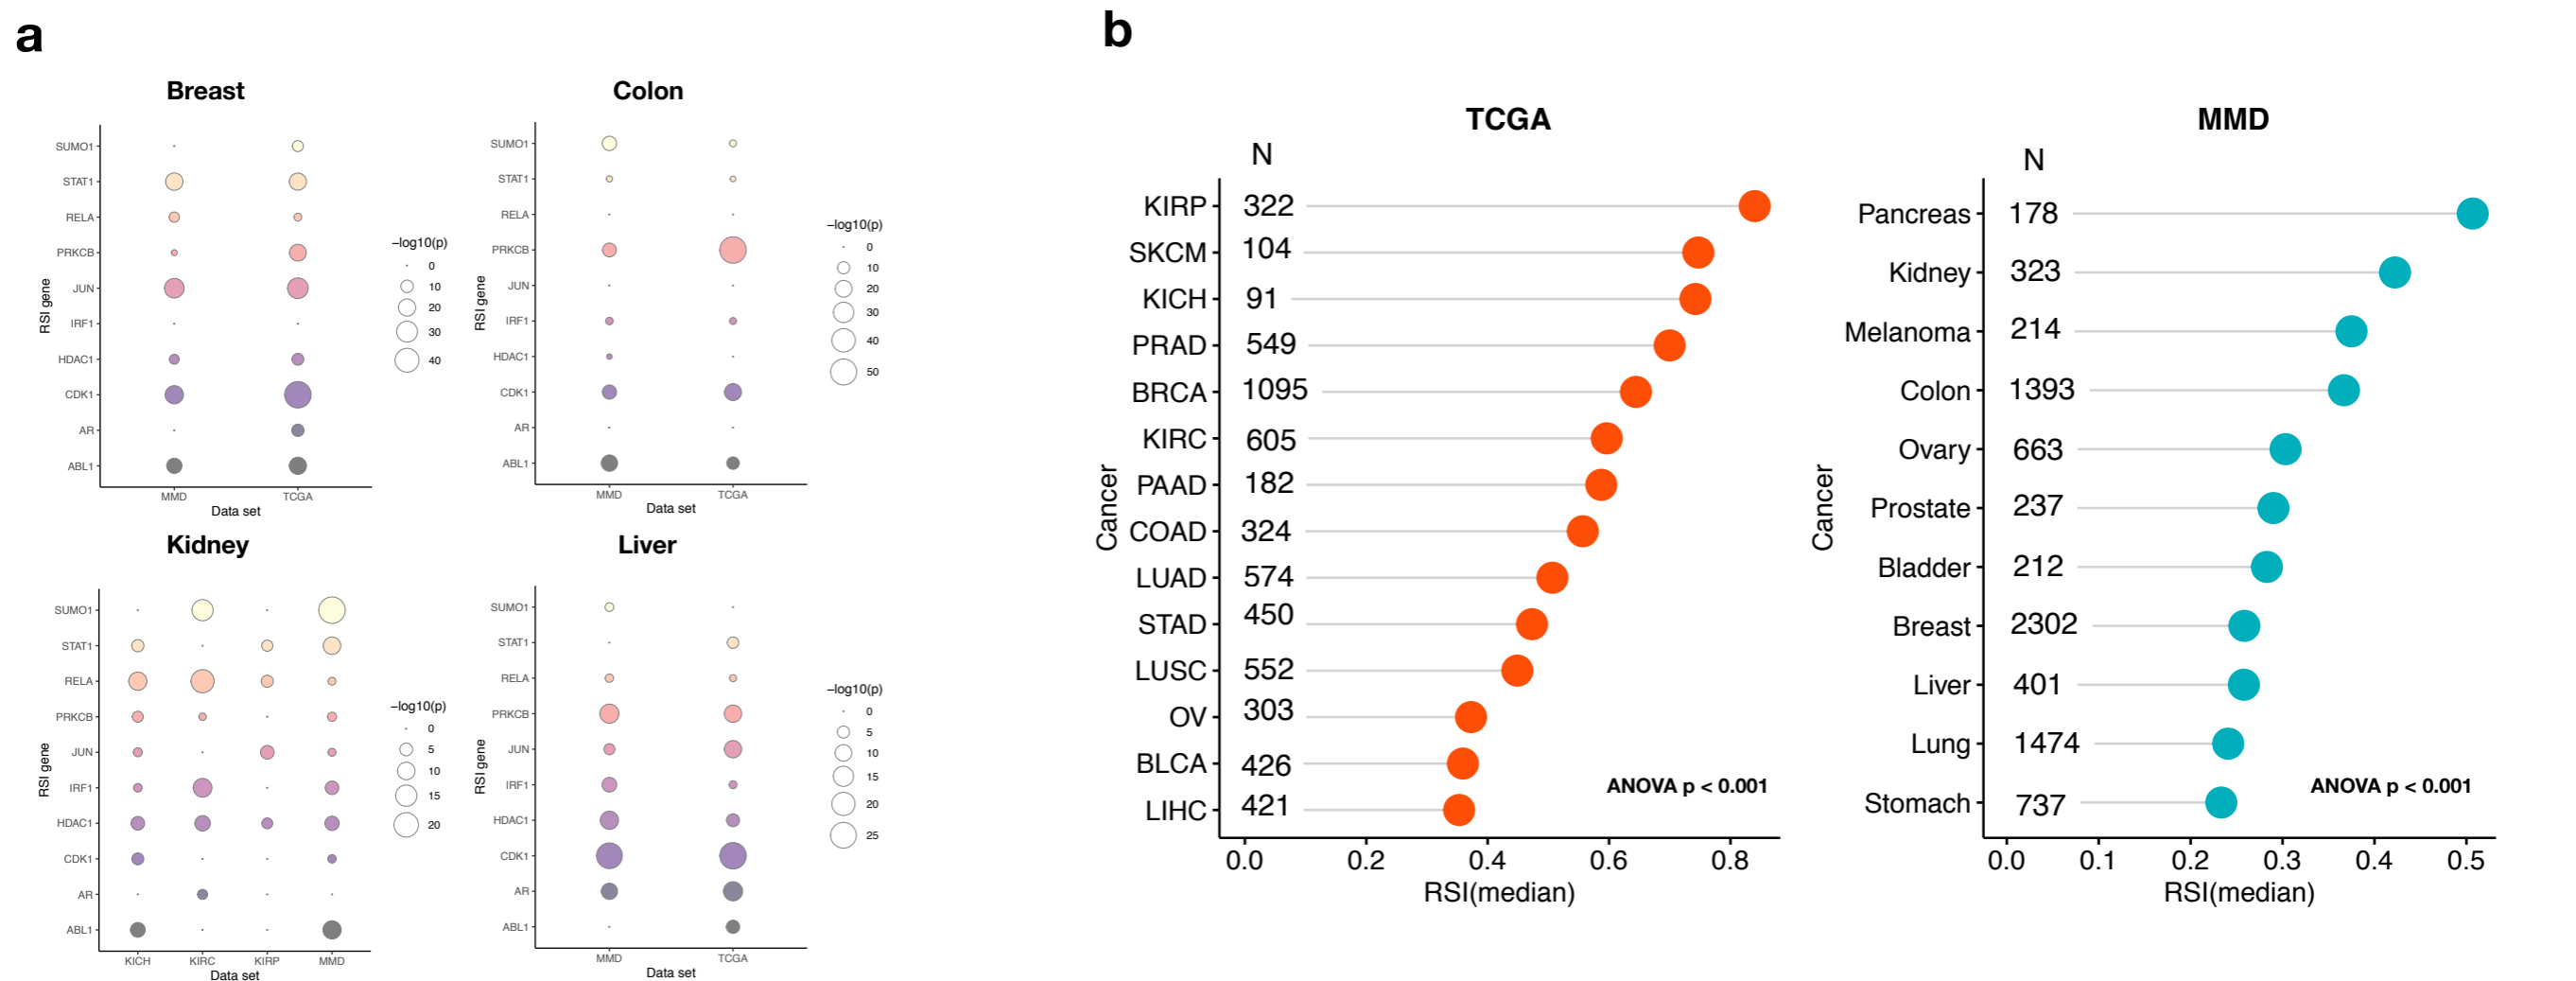 a
Breast
RSI gene
SUMO1
STAT1
RELA
PRKCB
JUN
IRF1
HDAC1
CDK1
AR
ABL1
MMD TCGA
Data set
−log10(p)
0
10
20
30
40
Colon
RSI gene
SUMO1
STAT1
RELA
PRKCB
JUN
IRF1
HDAC1
CDK1
AR
ABL1
MMD TCGA
Data set
−log10(p)
0
10
20
30
40
50
Kidney
RSI gene
SUMO1
STAT1
RELA
PRKCB
JUN
IRF1
HDAC1
CDK1
AR
ABL1
KICH KIRC KIRP MMD
Data set
−log10(p)
0
5
10
15
20
Liver
RSI gene
SUMO1
STAT1
RELA
PRKCB
JUN
IRF1
HDAC1
CDK1
AR
ABL1
MMD TCGA
Data set
−log10(p)
0
5
10
15
20
25
b
TCGA
N
Cancer
KIRP 322
SKCM 104
KICH 91
PRAD 549
BRCA 1095
KIRC 605
PAAD 182
COAD 324
LUAD 574
STAD 450
LUSC 552
OV 303
BLCA 426
LIHC 421
ANOVA p < 0.001
0.0 0.2 0.4 0.6 0.8
RSI(median)
MMD
N
Cancer
Pancreas 178
Kidney 323
Melanoma 214
Colon 1393
Ovary 663
Prostate 237
Bladder 212
Breast 2302
Liver 401
Lung 1474
Stomach 737
ANOVA p < 0.001
0.0 0.1 0.2 0.3 0.4 0.5
RSI(median)